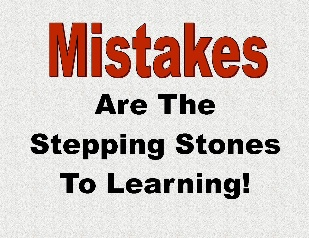 Mistakes
Are The
Stepping Stones
To Learning!